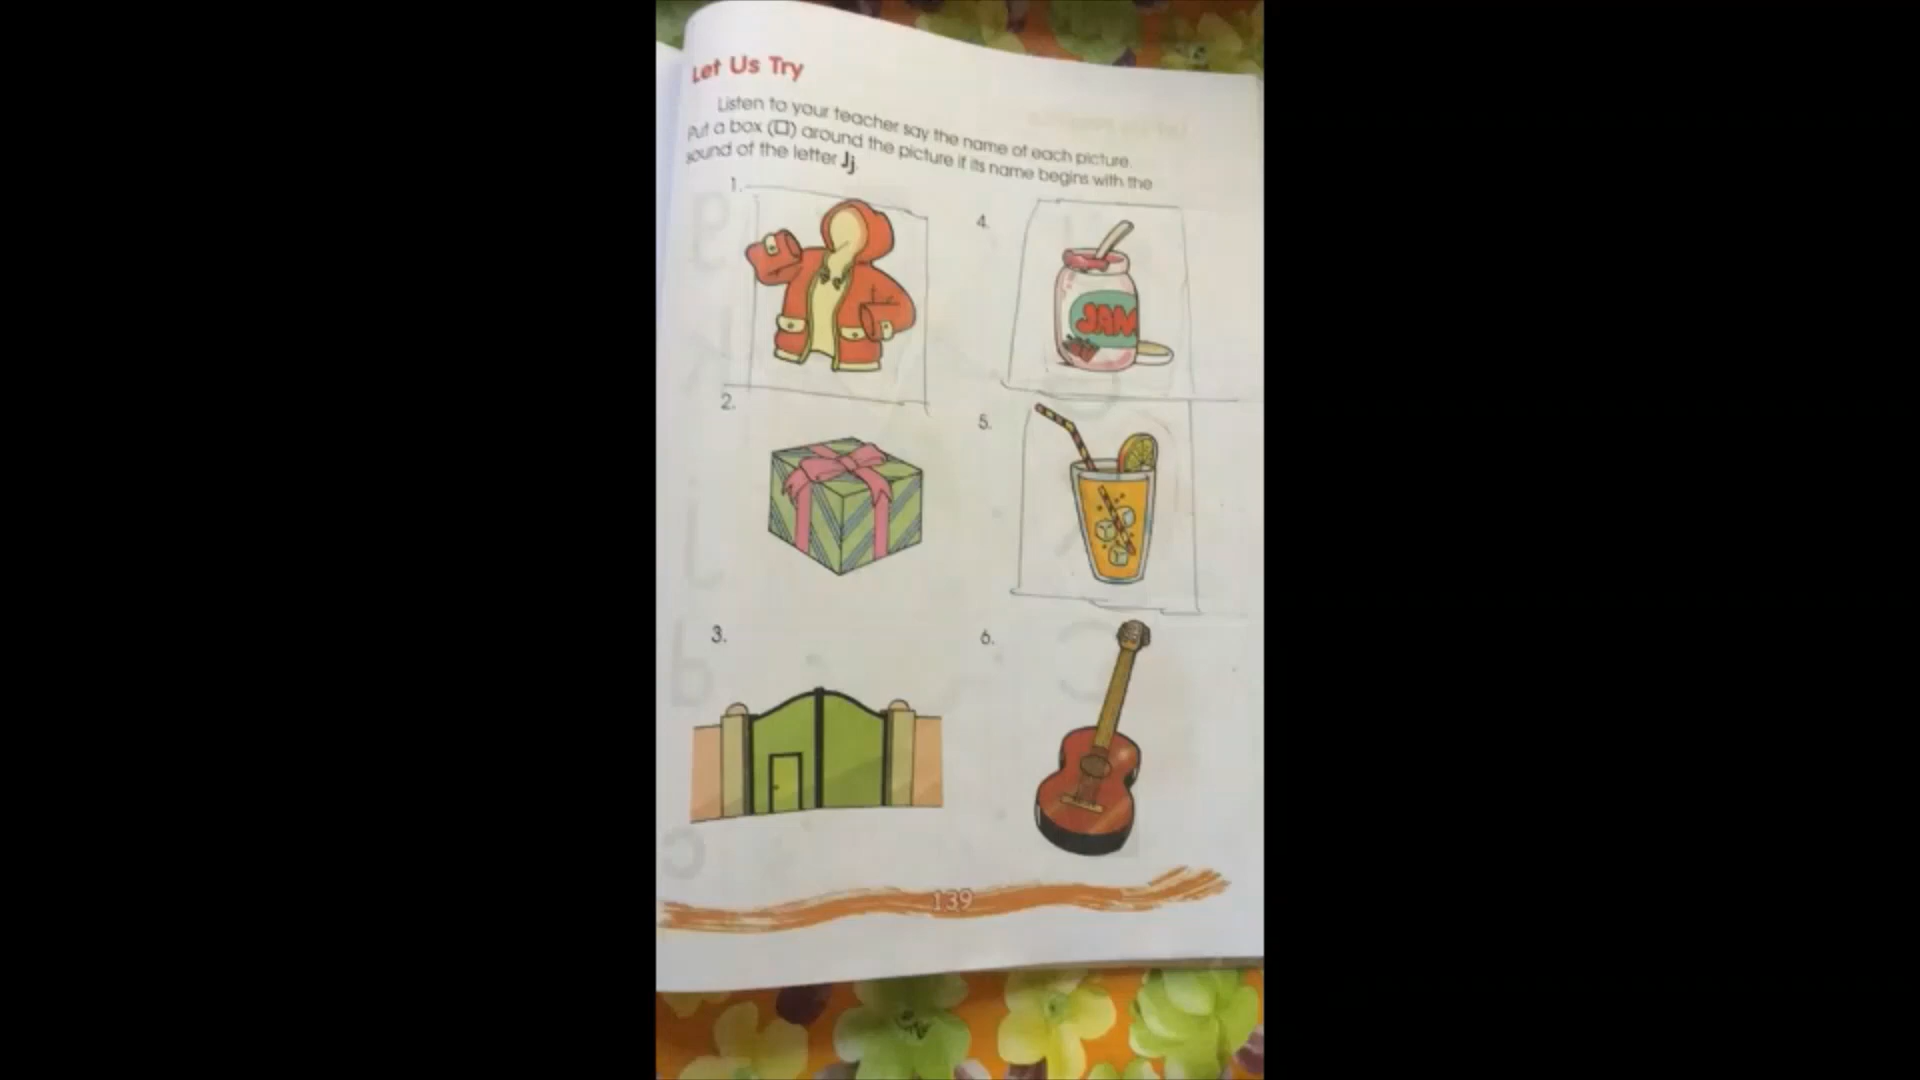 Let Us Try
Listen to your teacher say the name of each picture.
Put a box (□) around the picture if its name begins with the
sound of the letter Jj.
1.
4.
JAM
2.
5.
3.
6.
139